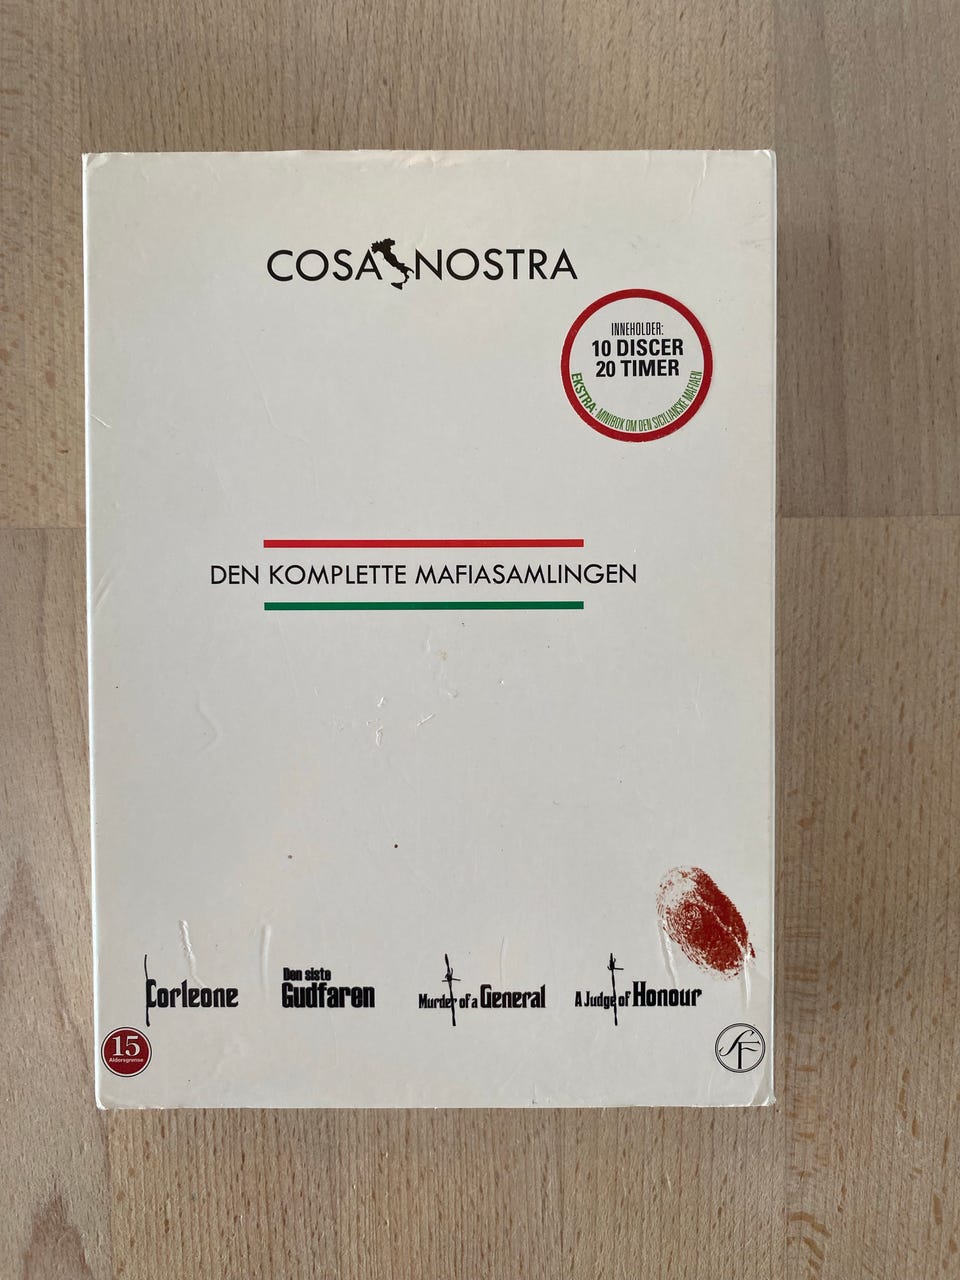 COSA NOSTRA
INNEHOLDER:
10 DISCER
20 TIMER
EKSTRA: MINIBOK OM DEN SICILIANSKE MAFIAEN
DEN KOMPLETTE MAFIASAMLINGEN
Corleone
Den siste
Gudfaren
Murder of a General
A Judge of Honour
15
Aldersgrense
SF